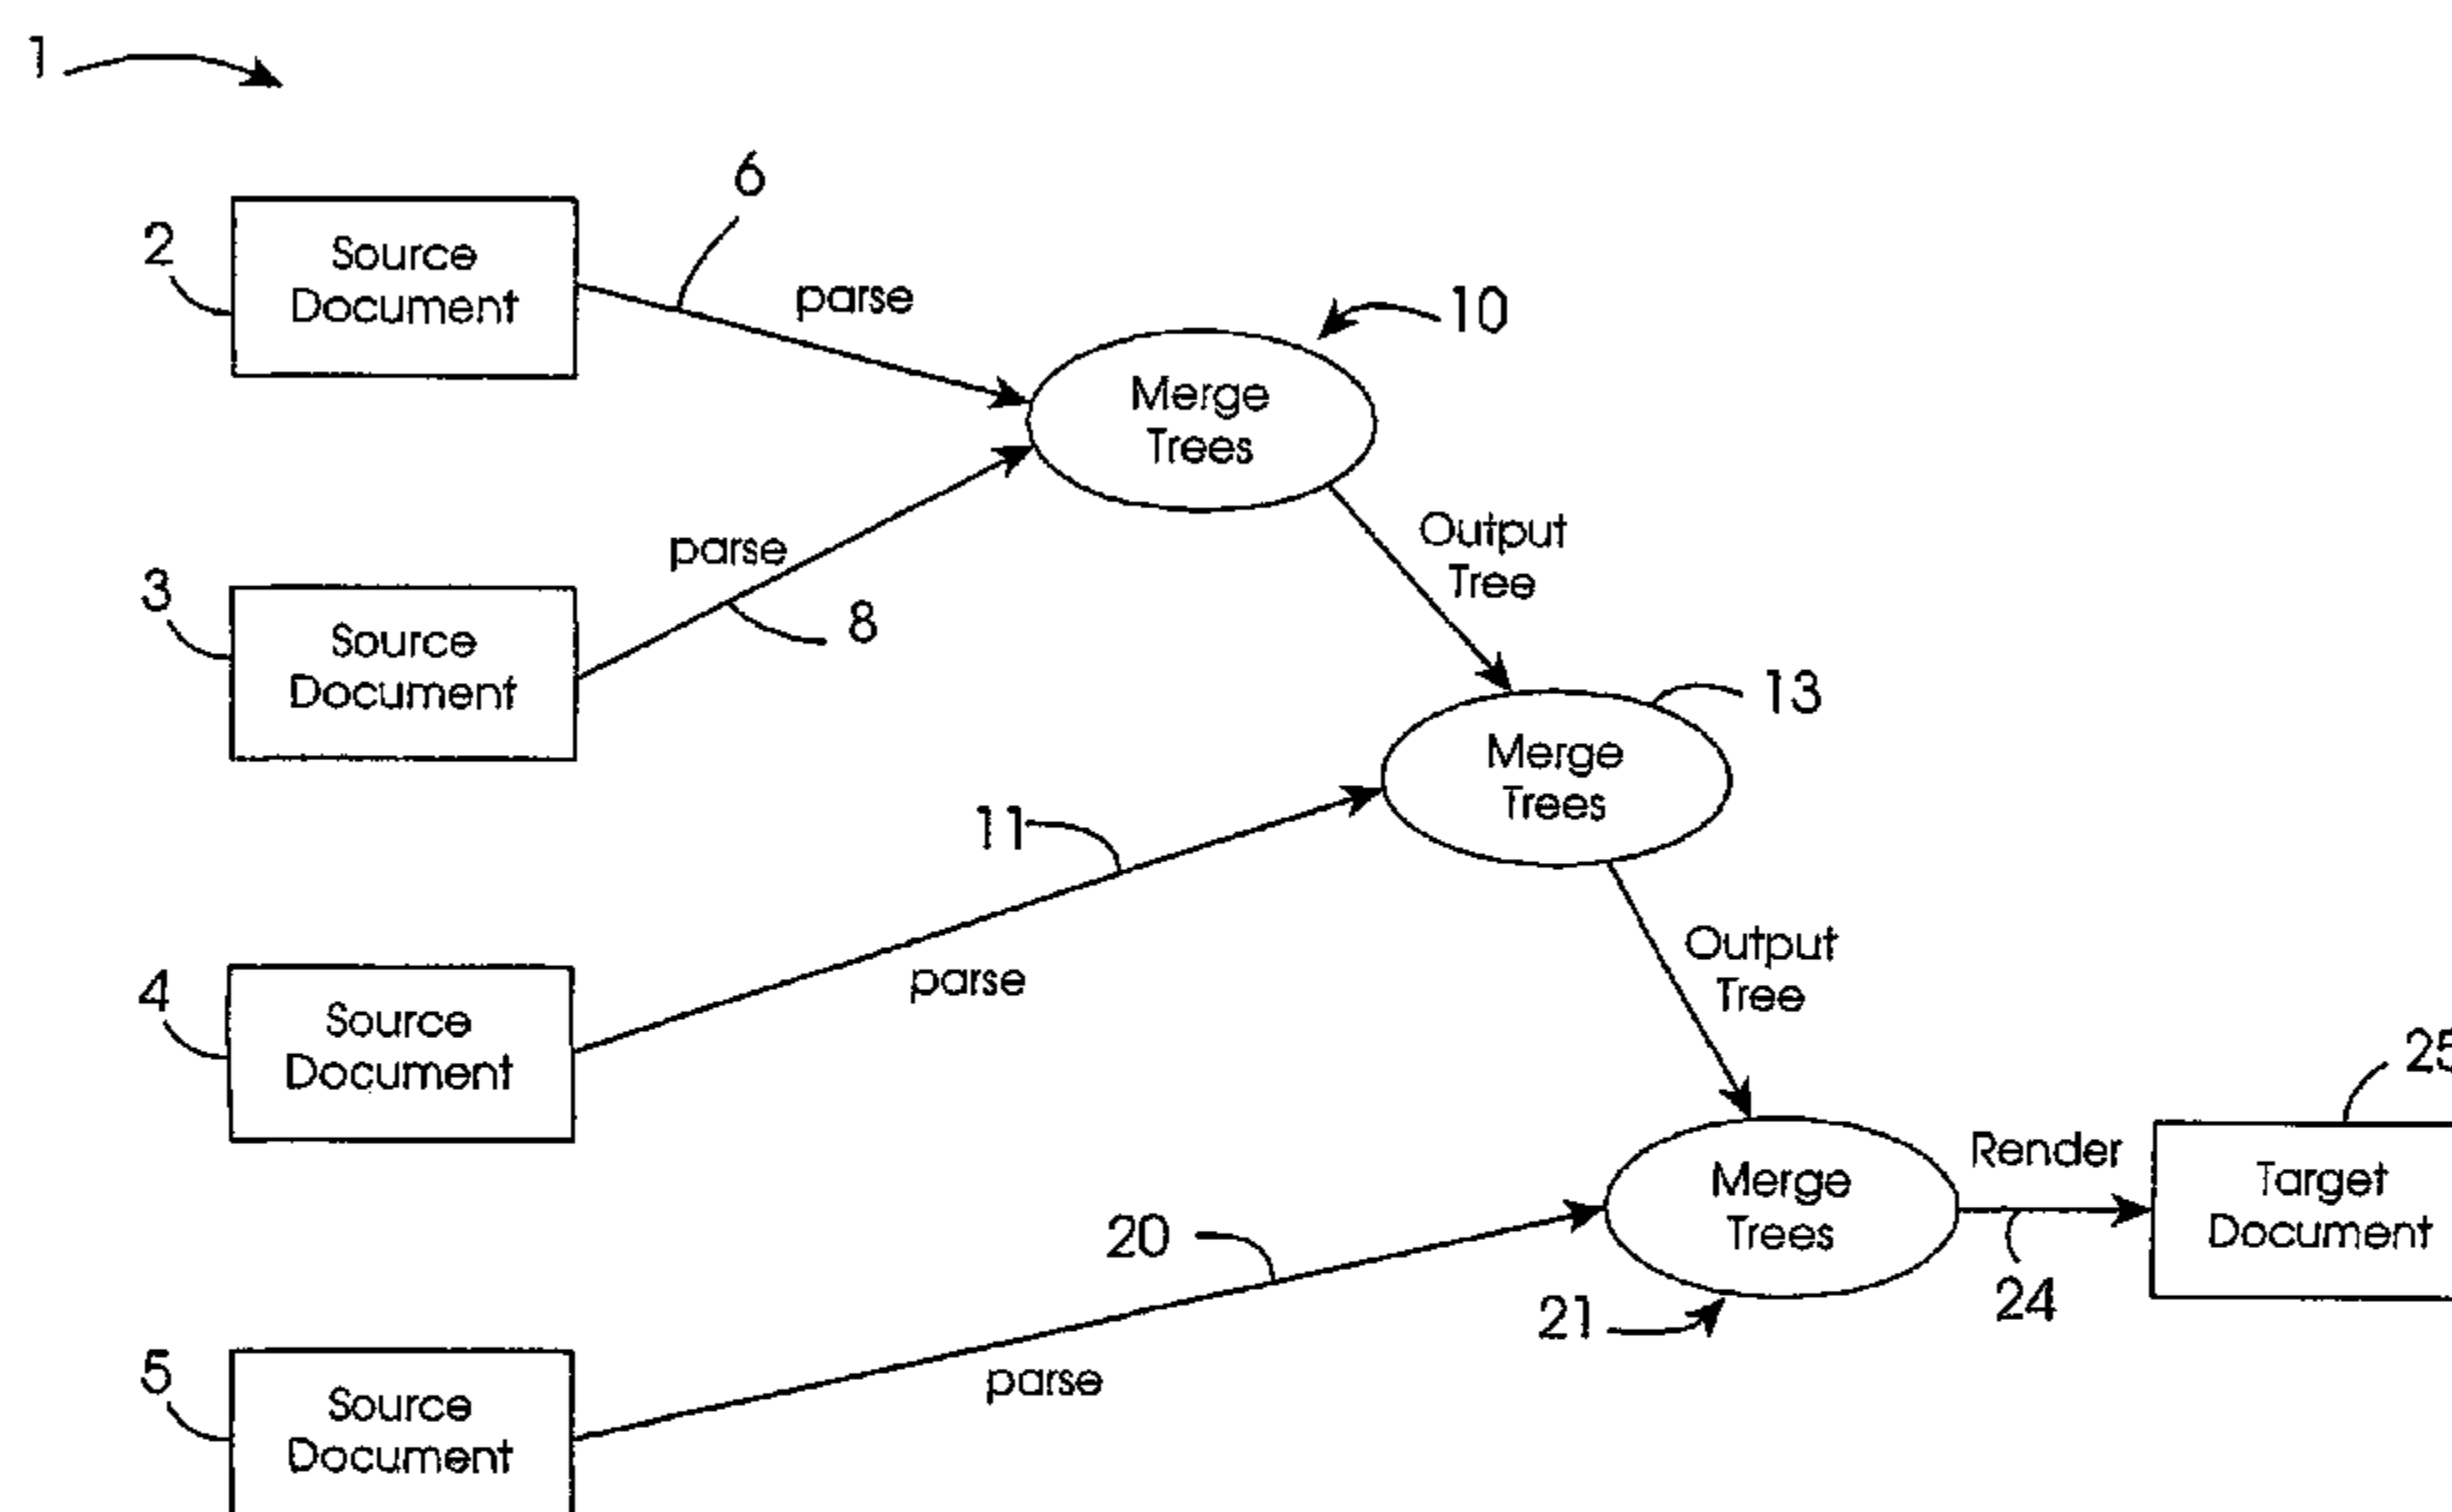 1
6
2
Source
Document
parse
10
Merge
Trees
Output
Tree
parse
3
8
Source
Document
13
Merge
Trees
11
parse
4
Source
Document
Output
Tree
25
Render
Merge
Trees
Target
Document
20
24
21
5
parse
Source
Document